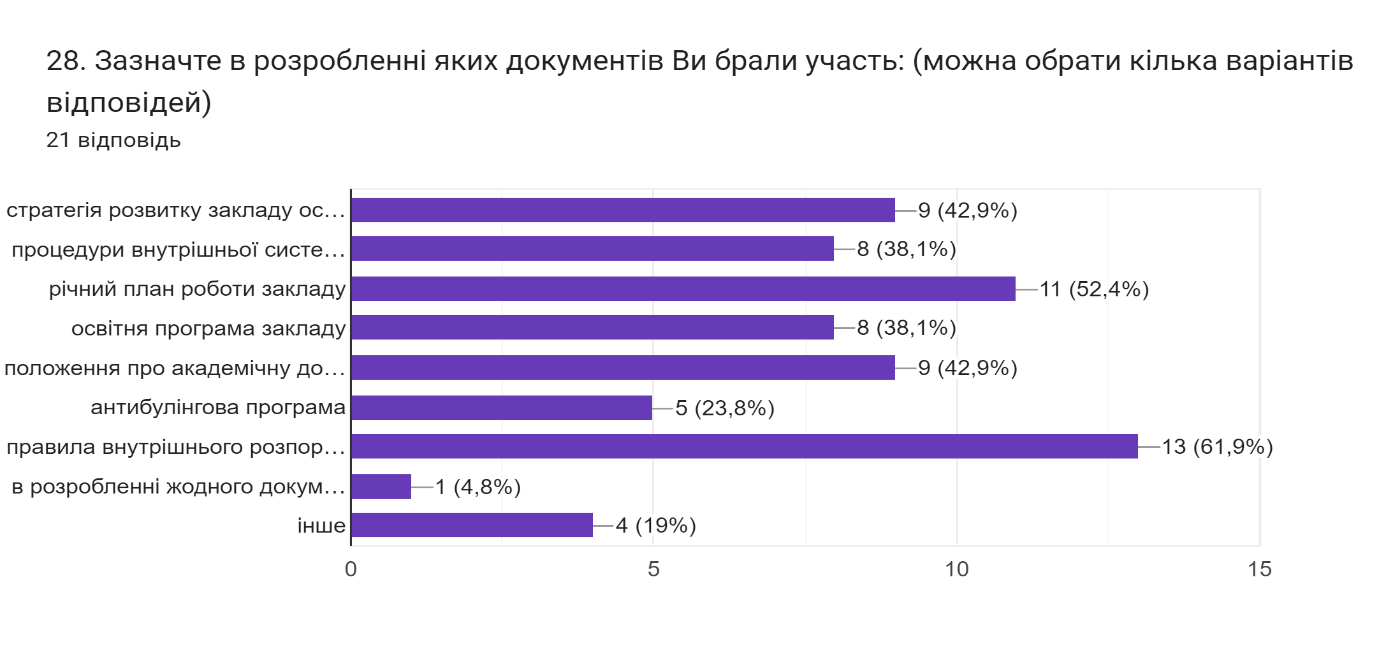 28. Зазначте в розробленні яких документів Ви брали участь: (можна обрати кілька варіантів
відповідей)
21 відповідь
стратегія розвитку закладу ос… 9 (42,9%)
процедури внутрішньої систе… 8 (38,1%)
річний план роботи закладу 11 (52,4%)
освітня програма закладу 8 (38,1%)
положення про академічну до… 9 (42,9%)
антибулінгова програма 5 (23,8%)
правила внутрішнього розпор… 13 (61,9%)
в розробленні жодного докум… 1 (4,8%)
інше 4 (19%)
0 5 10 15